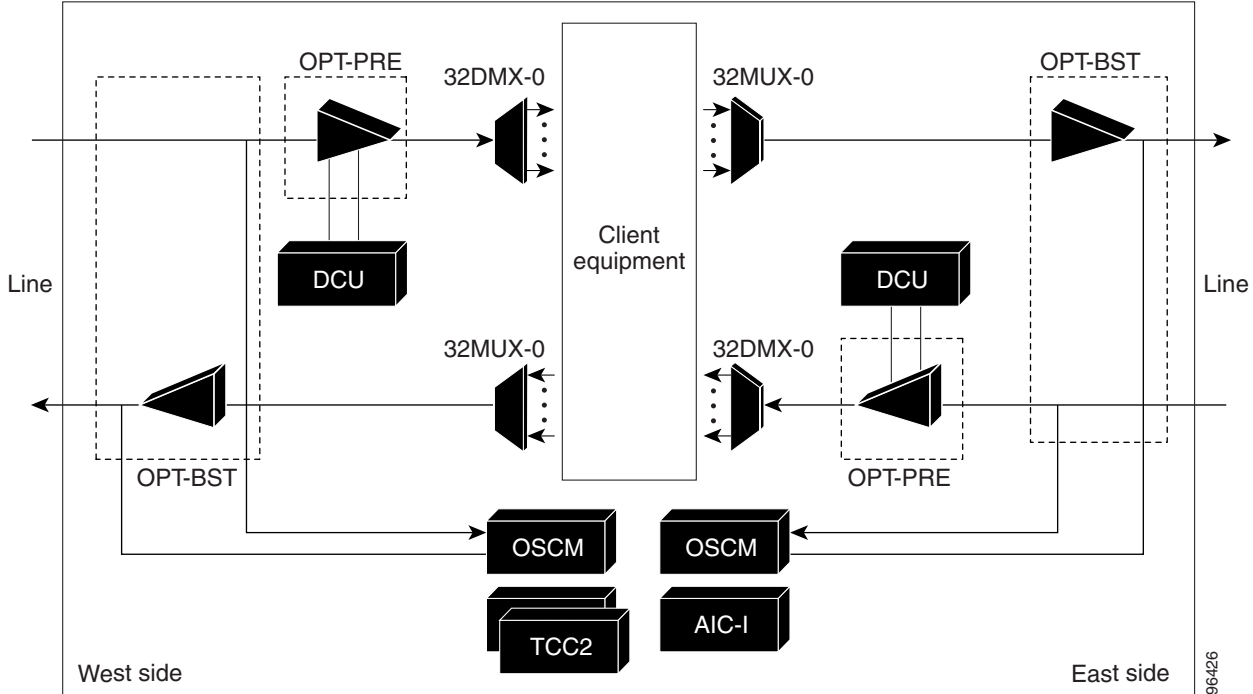 OPT-PRE
32DMX-0
32MUX-0
OPT-BST
Client
equipment
DCU
DCU
Line
Line
32MUX-0
32DMX-0
OPT-BST
OPT-PRE
OSCM
OSCM
TCC2
AIC-I
West side
East side
96426